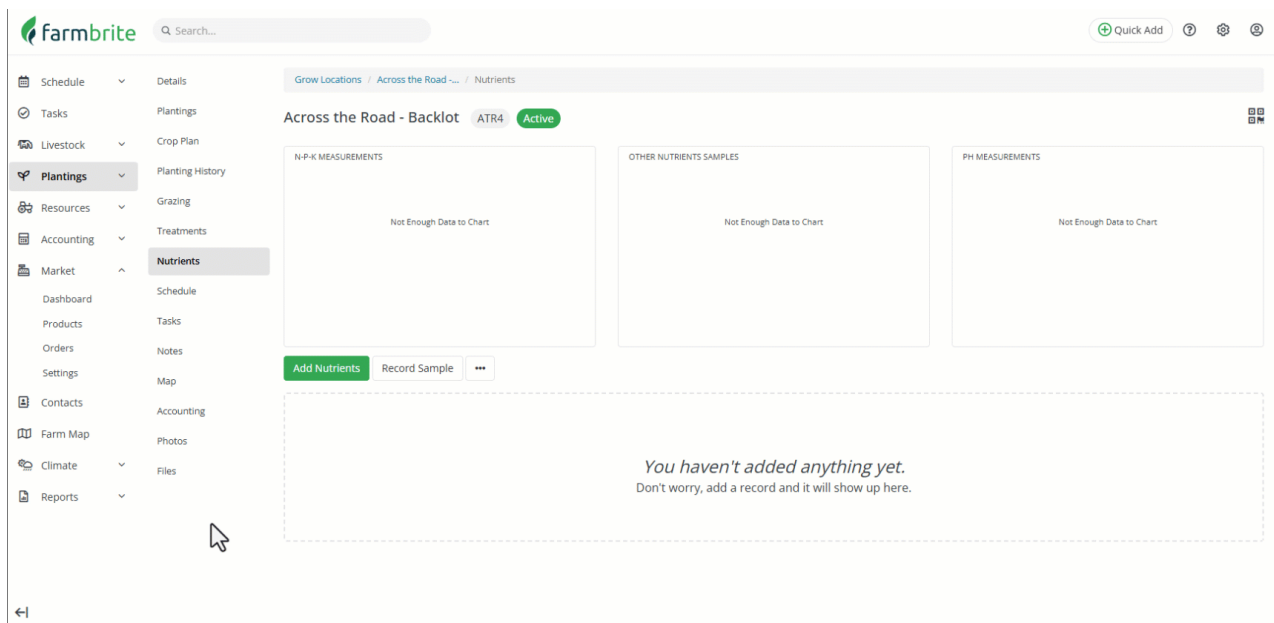 farmbrite
Search...
Quick Add
Schedule
Tasks
Livestock
Plantings
Resources
Accounting
Market
Dashboard
Products
Orders
Settings
Contacts
Farm Map
Climate
Reports
Details
Plantings
Crop Plan
Planting History
Grazing
Treatments
Nutrients
Schedule
Tasks
Notes
Map
Accounting
Photos
Files
Grow Locations / Across the Road -... / Nutrients
Across the Road - Backlot ATR4 Active
N-P-K MEASUREMENTS
Not Enough Data to Chart
OTHER NUTRIENTS SAMPLES
Not Enough Data to Chart
PH MEASUREMENTS
Not Enough Data to Chart
Add Nutrients Record Sample •••
You haven't added anything yet.
Don't worry, add a record and it will show up here.